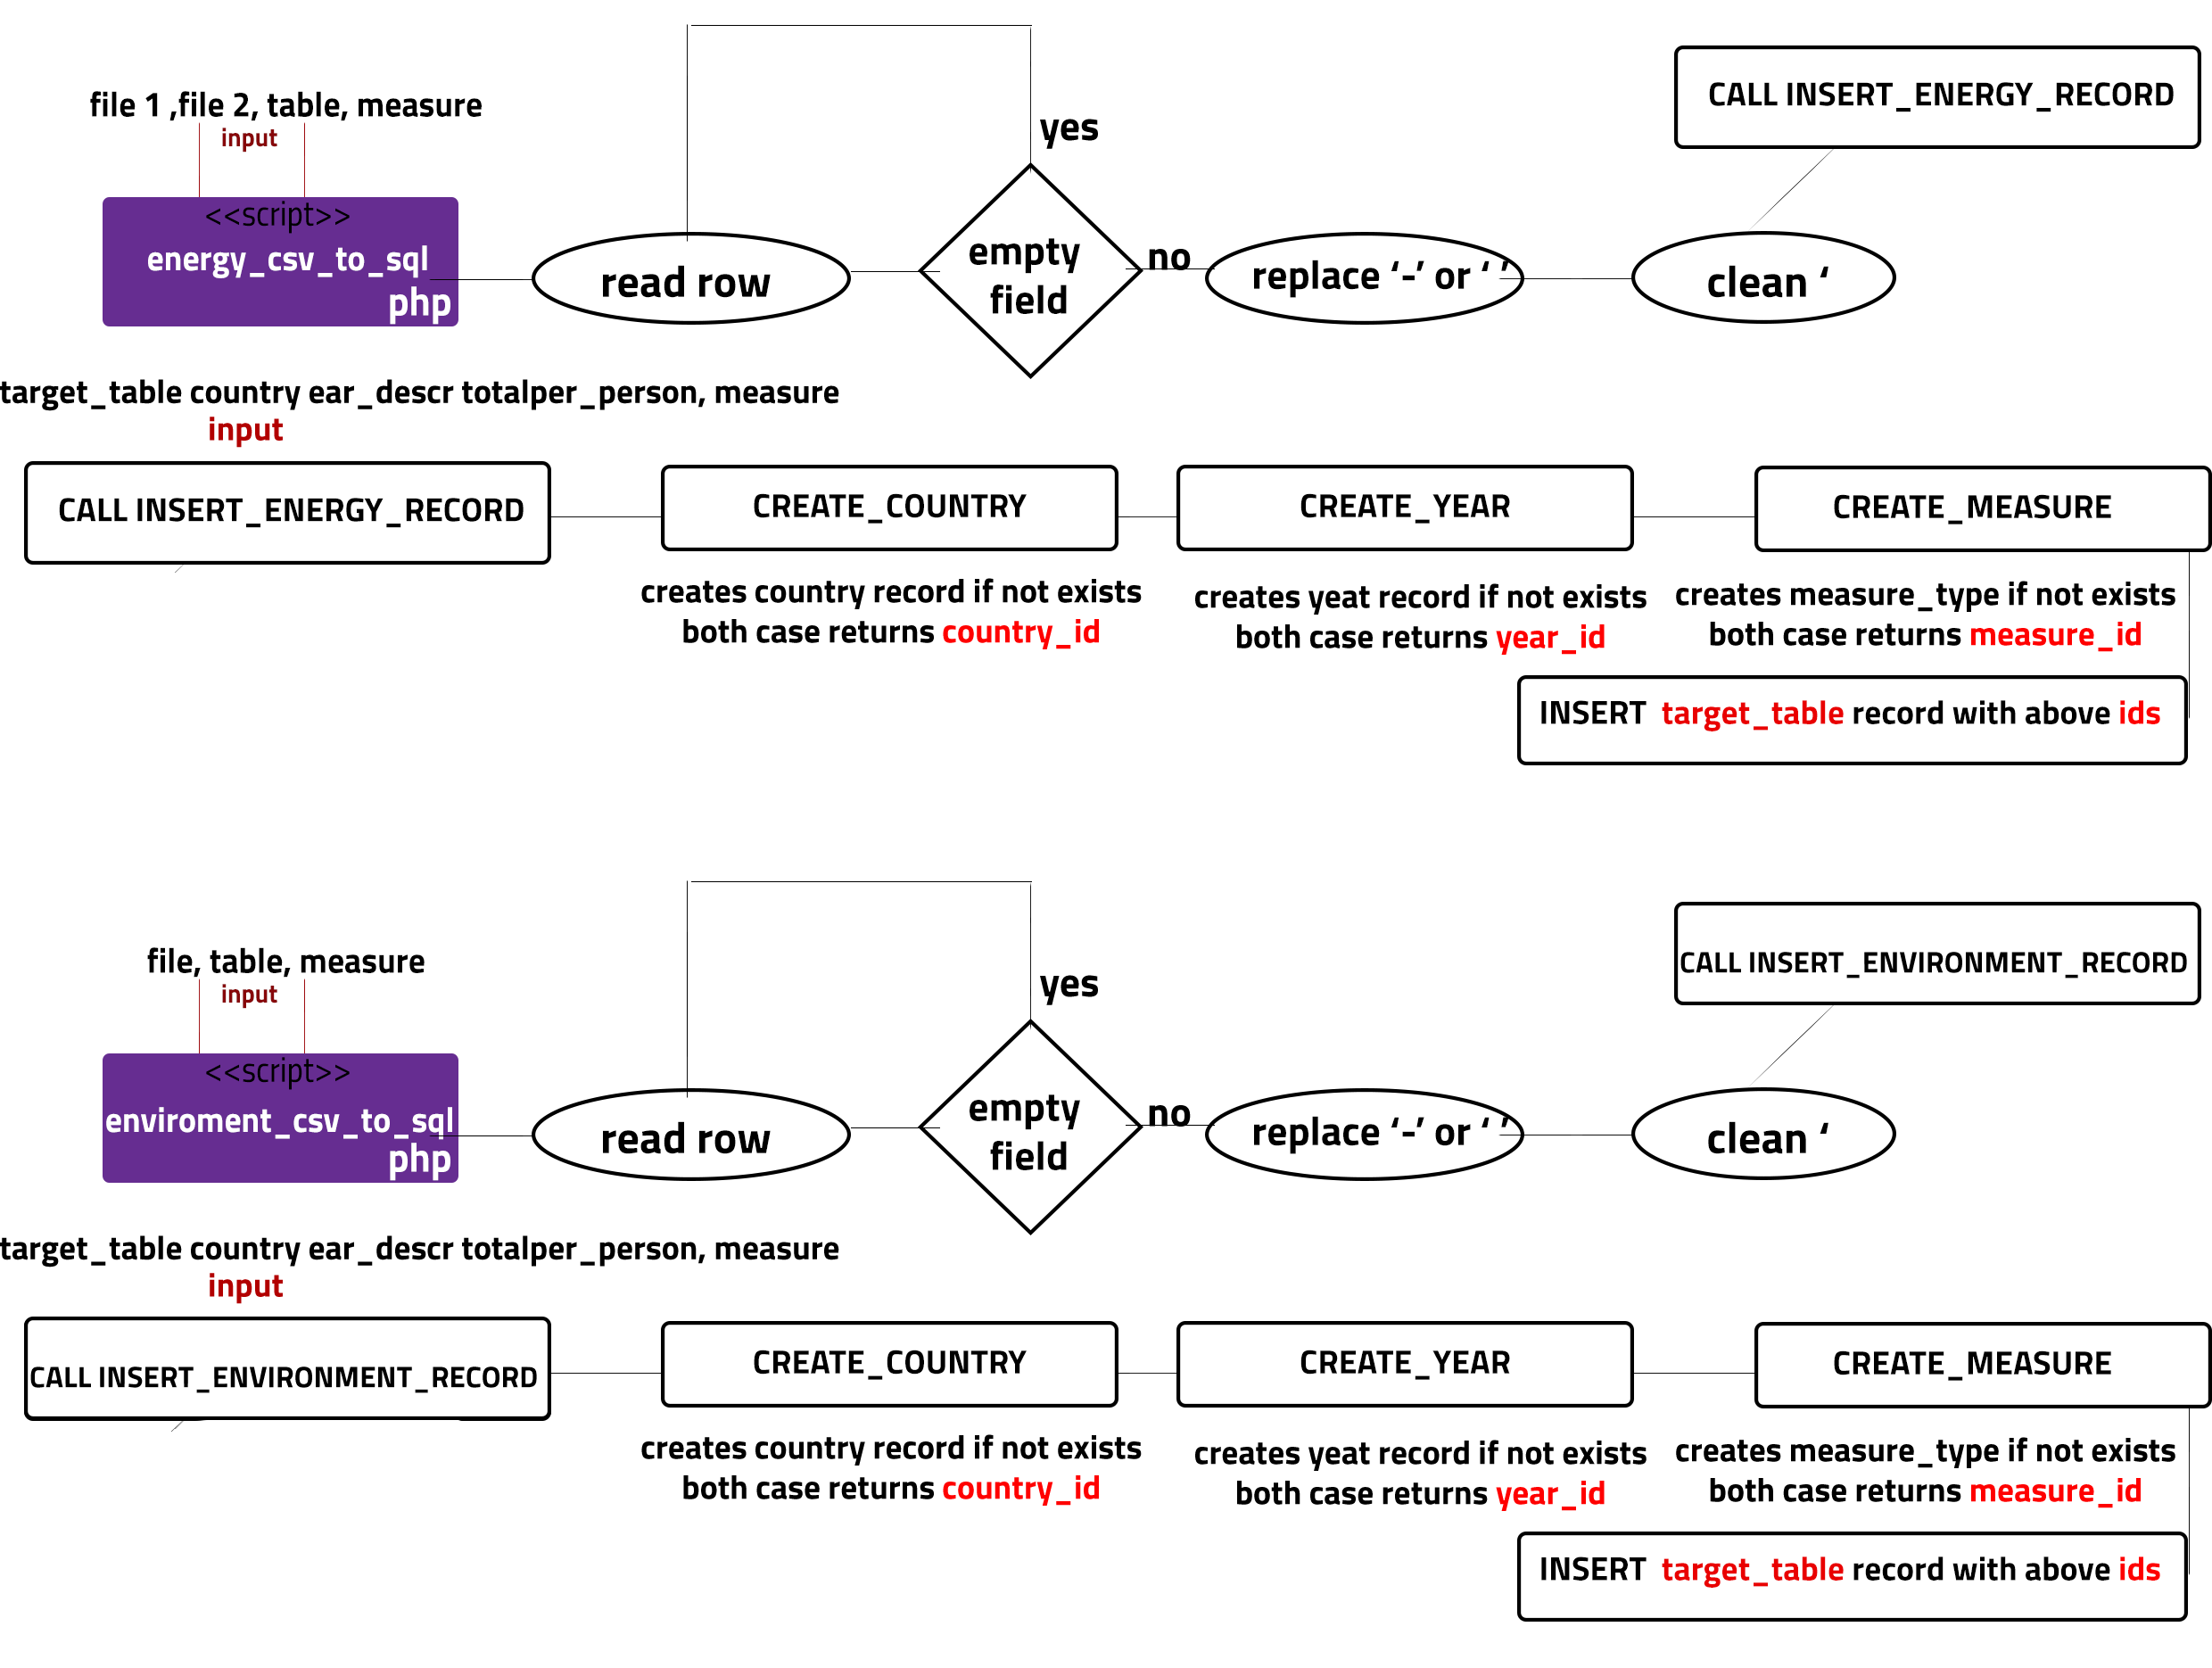 file 1 ,file 2, table, measure
input
<<script>>
energy_csv_to_sql
php
read row
yes
empty
field
no
replace ‘-’ or ‘ ’
clean ‘
CALL INSERT_ENERGY_RECORD
target_table country ear_descr totalper_person, measure
input
CALL INSERT_ENERGY_RECORD
CREATE_COUNTRY
CREATE_YEAR
CREATE_MEASURE
creates country record if not exists
both case returns country_id
creates yeat record if not exists
both case returns year_id
creates measure_type if not exists
both case returns measure_id
INSERT target_table record with above ids
file, table, measure
input
<<script>>
enviroment_csv_to_sql
php
read row
yes
empty
field
no
replace ‘-’ or ‘ ’
clean ‘
CALL INSERT_ENVIRONMENT_RECORD
target_table country ear_descr totalper_person, measure
input
CALL INSERT_ENVIRONMENT_RECORD
CREATE_COUNTRY
CREATE_YEAR
CREATE_MEASURE
creates country record if not exists
both case returns country_id
creates yeat record if not exists
both case returns year_id
creates measure_type if not exists
both case returns measure_id
INSERT target_table record with above ids